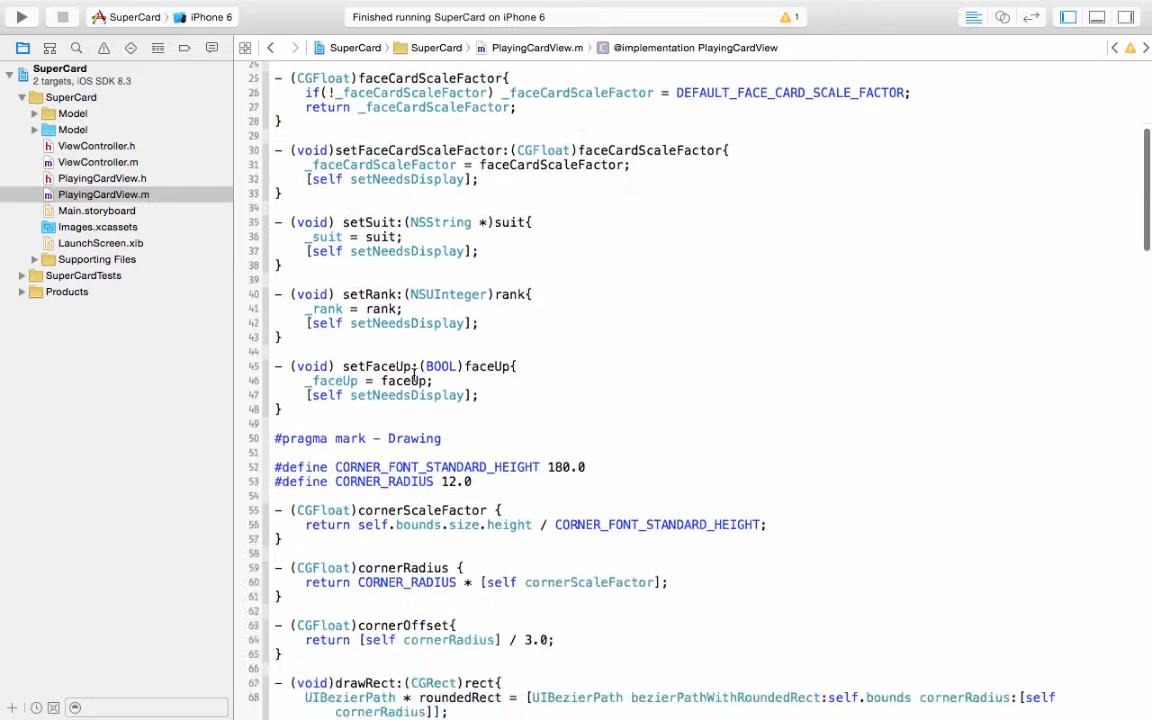 SuperCard
iPhone 6
Finished running SuperCard on iPhone 6
1
SuperCard
SuperCard
PlayingCardView.m
@implementation PlayingCardView
SuperCard
2 targets, iOS SDK 8.3
SuperCard
Model
Model
ViewController.h
ViewController.m
PlayingCardView.h
PlayingCardView.m
Main.storyboard
Images.xcassets
LaunchScreen.xib
Supporting Files
SuperCardTests
Products
24
25 - (CGFloat)faceCardScaleFactor{
26 if(!_faceCardScaleFactor) _faceCardScaleFactor = DEFAULT_FACE_CARD_SCALE_FACTOR;
27 return _faceCardScaleFactor;
28 }
29
30 - (void)setFaceCardScaleFactor:(CGFloat)faceCardScaleFactor{
31 _faceCardScaleFactor = faceCardScaleFactor;
32 [self setNeedsDisplay];
33 }
34
35 - (void) setSuit:(NSString *)suit{
36 _suit = suit;
37 [self setNeedsDisplay];
38 }
39
40 - (void) setRank:(NSUInteger)rank{
41 _rank = rank;
42 [self setNeedsDisplay];
43 }
44
45 - (void) setFaceUp:(BOOL)faceUp{
46 _faceUp = faceUp;
47 [self setNeedsDisplay];
48 }
49
50 #pragma mark - Drawing
51
52 #define CORNER_FONT_STANDARD_HEIGHT 180.0
53 #define CORNER_RADIUS 12.0
54
55 - (CGFloat)cornerScaleFactor {
56 return self.bounds.size.height / CORNER_FONT_STANDARD_HEIGHT;
57 }
58
59 - (CGFloat)cornerRadius {
60 return CORNER_RADIUS * [self cornerScaleFactor];
61 }
62
63 - (CGFloat)cornerOffset{
64 return [self cornerRadius] / 3.0;
65 }
66
67 - (void)drawRect:(CGRect)rect{
68 UIBezierPath * roundedRect = [UIBezierPath bezierPathWithRoundedRect:self.bounds cornerRadius:[self
cornerRadius]];